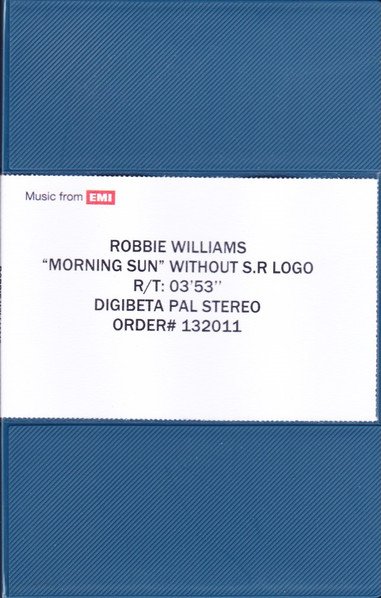 Music from EMI
ROBBIE WILLIAMS
“MORNING SUN” WITHOUT S.R LOGO
R/T: 03’53’’
DIGIBETA PAL STEREO
ORDER# 132011